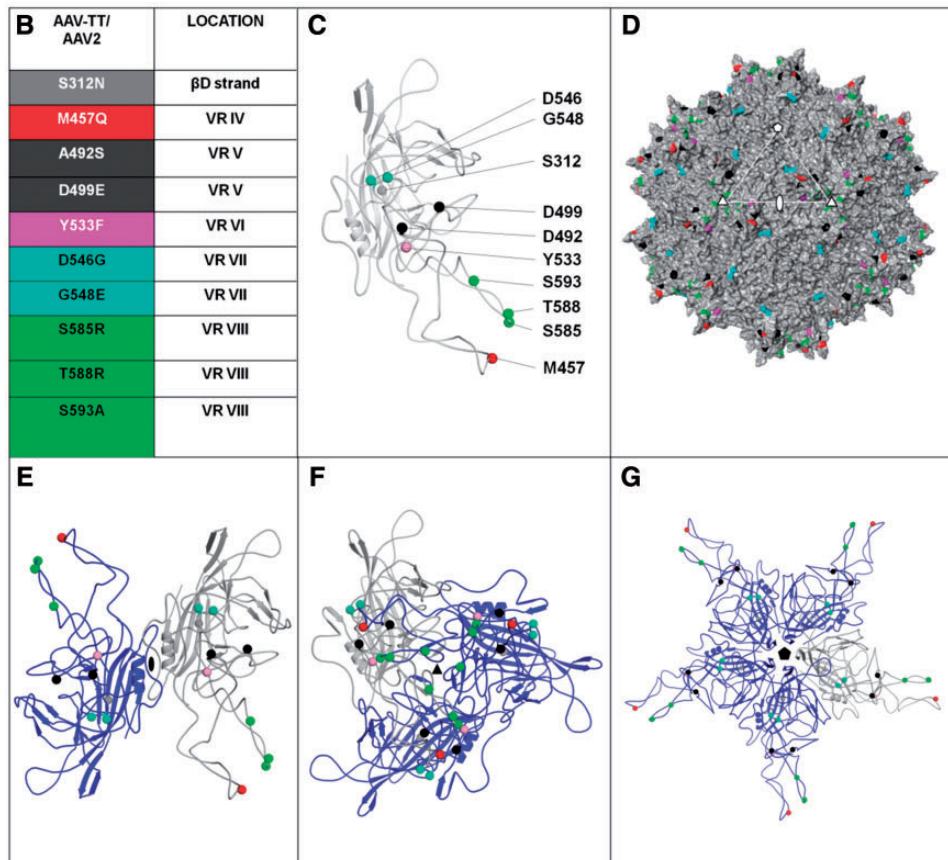 B
AAV-TT/
AAV2
LOCATION
S312N
βD strand
M457Q
VR IV
A492S
VR V
D499E
VR V
Y533F
VR VI
D546G
VR VII
G548E
VR VII
S585R
VR VIII
T588R
VR VIII
S593A
VR VIII
C
D546
G548
S312
D499
D492
Y533
S593
T588
S585
M457
D
E
F
G